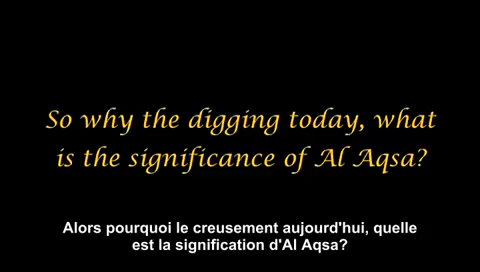 So why the digging today, what
is the significance of Al Aqsa?
Alors pourquoi le creusement aujourd'hui, quelle
est la signification d'Al Aqsa?